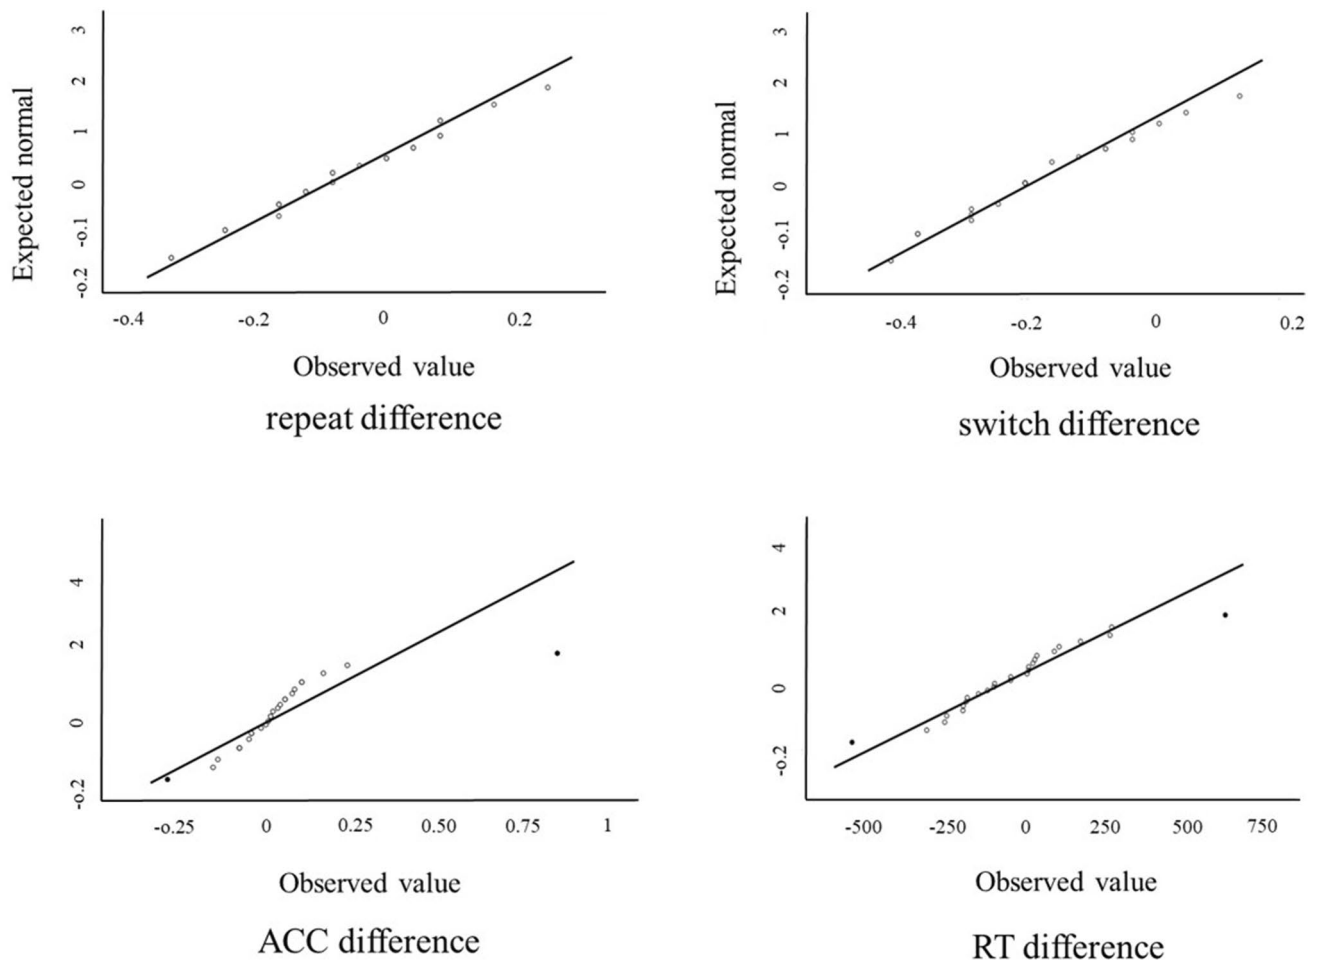 3
2
1
0
-0.1
-0.2
Expected normal
-0.4 -0.2 0 0.2
Observed value
repeat difference
3
2
1
0
-0.1
-0.2
Expected normal
-0.4 -0.2 0 0.2
Observed value
switch difference
4
2
0
-0.2
-0.25 0 0.25 0.50 0.75 1
Observed value
ACC difference
4
2
0
-0.2
-500 -250 0 250 500 750
Observed value
RT difference